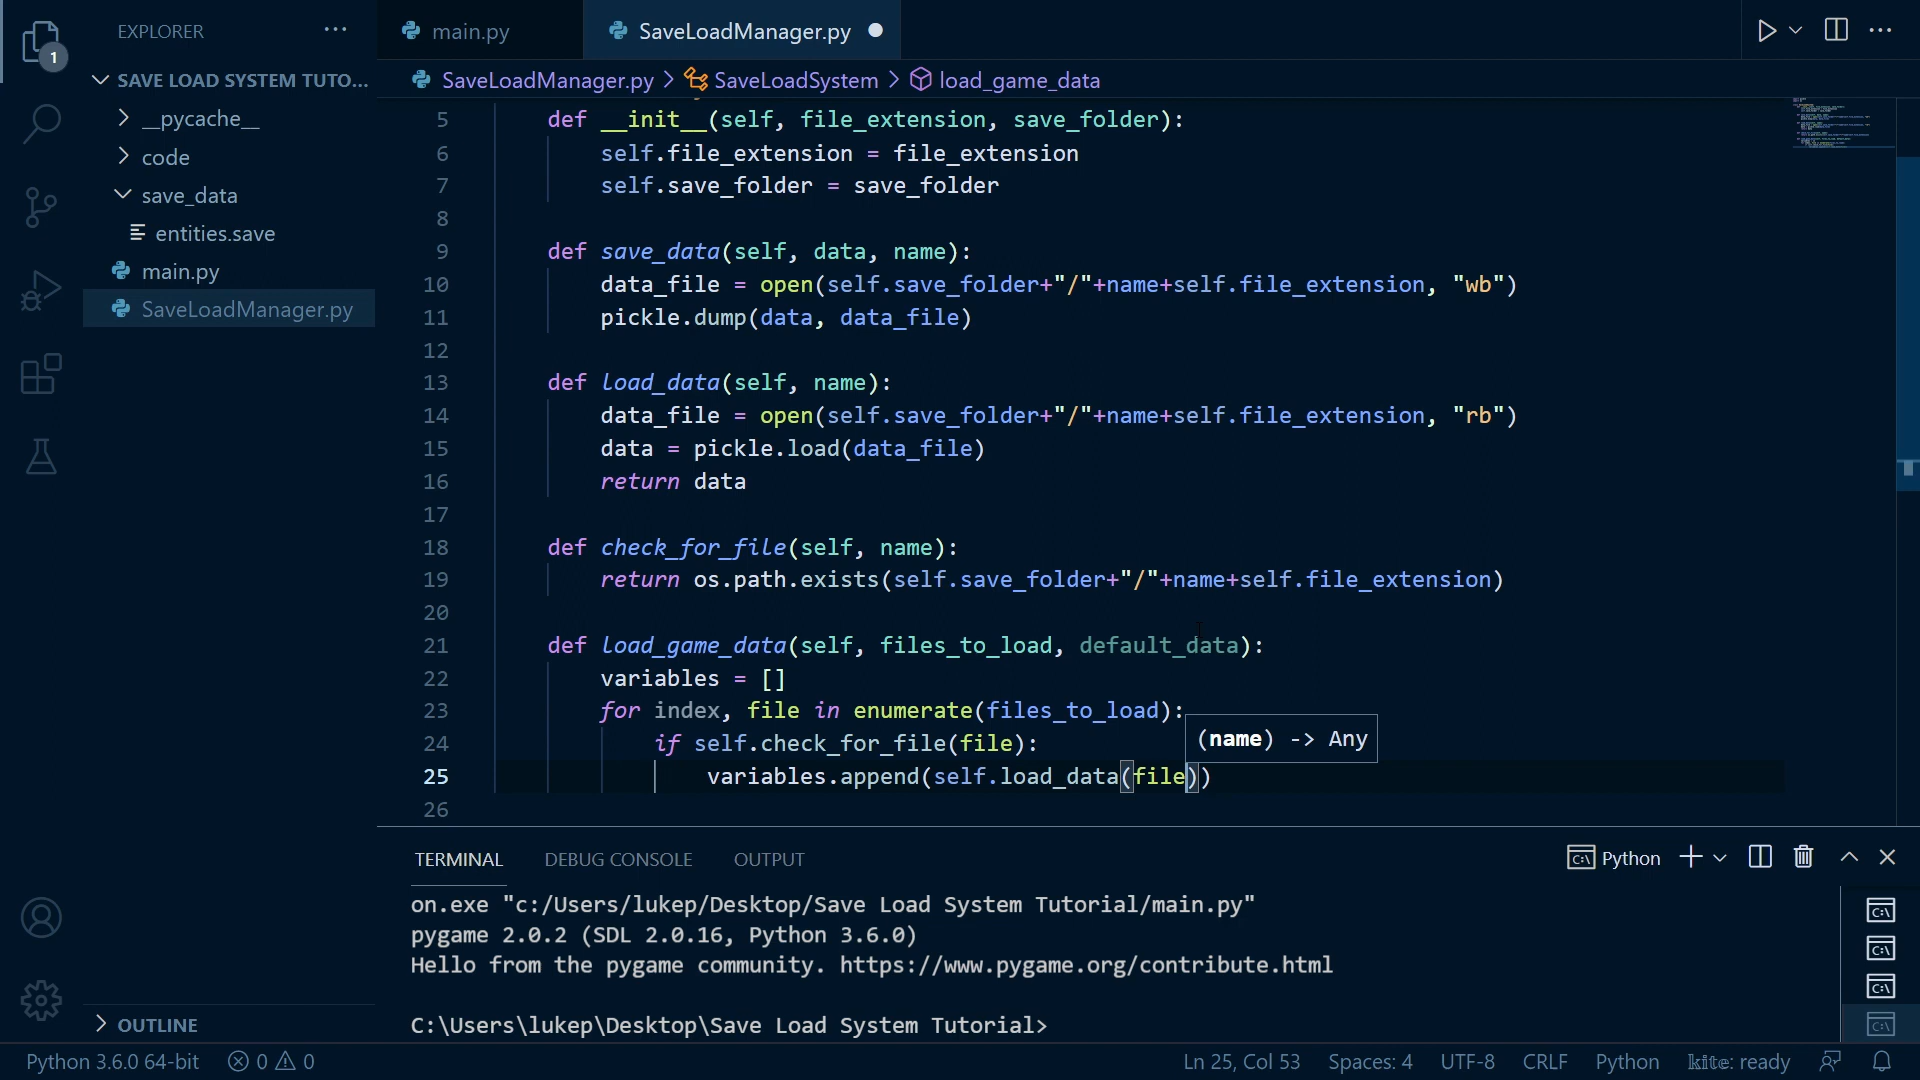 1
EXPLORER
main.py
SaveLoadManager.py
SAVE LOAD SYSTEM TUTO...
SaveLoadManager.py > SaveLoadSystem > load_game_data
__pycache__
code
save_data
entities.save
main.py
SaveLoadManager.py
5 def __init__(self, file_extension, save_folder):
6 self.file_extension = file_extension
7 self.save_folder = save_folder
8
9 def save_data(self, data, name):
10 data_file = open(self.save_folder+"/"+name+self.file_extension, "wb")
11 pickle.dump(data, data_file)
12
13 def load_data(self, name):
14 data_file = open(self.save_folder+"/"+name+self.file_extension, "rb")
15 data = pickle.load(data_file)
16 return data
17
18 def check_for_file(self, name):
19 return os.path.exists(self.save_folder+"/"+name+self.file_extension)
20
21 def load_game_data(self, files_to_load, default_data):
22 variables = []
23 for index, file in enumerate(files_to_load):
24 if self.check_for_file(file):
(name) -> Any
25 variables.append(self.load_data(file))
26
TERMINAL DEBUG CONSOLE OUTPUT
Python
on.exe "c:/Users/lukep/Desktop/Save Load System Tutorial/main.py"
pygame 2.0.2 (SDL 2.0.16, Python 3.6.0)
Hello from the pygame community. https://www.pygame.org/contribute.html
C:\Users\lukep\Desktop\Save Load System Tutorial>
OUTLINE
Python 3.6.0 64-bit 0 0 Ln 25, Col 53 Spaces: 4 UTF-8 CRLF Python kite: ready